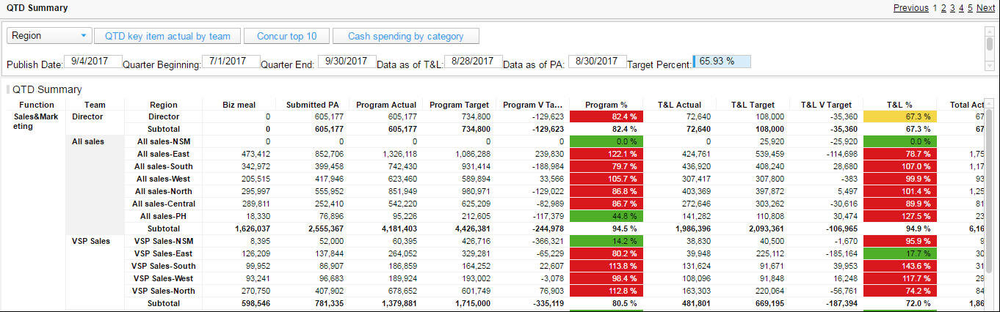 QTD Summary Previous 1 2 3 4 5 Next
Region QTD key item actual by team Concur top 10 Cash spending by category
Publish Date: 9/4/2017 Quarter Beginning: 7/1/2017 Quarter End: 9/30/2017 Data as of T&L: 8/28/2017 Data as of PA: 8/30/2017 Target Percent: 65.93 %
QTD Summary
Function Team Region Biz meal Submitted PA Program Actual Program Target Program V Ta... Program % T&L Actual T&L Target T&L V Target T&L % Total Act
Sales&Mark Director Director 0 605,177 605,177 734,800 -129,623 82.4 % 72,640 108,000 -35,360 67.3 % 67
eting Subtotal 0 605,177 605,177 734,800 -129,623 82.4 % 72,640 108,000 -35,360 67.3 % 67
All sales All sales-NSM 0 0 0 0 0 0.0 % 0 25,920 -25,920 0.0 %
All sales-East 473,412 852,706 1,326,118 1,086,288 239,830 122.1 % 424,761 539,459 -114,698 78.7 % 1,75
All sales-South 342,972 399,458 742,430 931,414 -188,984 79.7 % 436,920 408,240 28,680 107.0 % 1,17
All sales-West 205,515 417,946 623,460 589,894 33,566 105.7 % 307,417 307,800 -383 99.9 % 93
All sales-North 295,997 555,952 851,949 980,971 -129,022 86.8 % 403,369 397,872 5,497 101.4 % 1,25
All sales-Central 289,811 252,410 542,220 625,209 -82,989 86.7 % 272,646 303,262 -30,616 89.9 % 81
All sales-PH 18,330 76,896 95,226 212,605 -117,379 44.8 % 141,282 110,808 30,474 127.5 % 23
Subtotal 1,626,037 2,555,367 4,181,403 4,426,381 -244,978 94.5 % 1,986,396 2,093,361 -106,965 94.9 % 6,16
VSP Sales VSP Sales-NSM 8,395 52,000 60,395 426,716 -366,321 14.2 % 38,830 40,500 -1,670 95.9 % 9
VSP Sales-East 126,209 137,844 264,052 329,281 -65,229 80.2 % 39,948 225,112 -185,164 17.7 % 30
VSP Sales-South 99,952 86,907 186,859 164,252 22,607 113.8 % 131,624 91,671 39,953 143.6 % 31
VSP Sales-West 93,241 96,683 189,924 193,002 -3,078 98.4 % 108,096 91,848 16,248 117.7 % 29
VSP Sales-North 270,750 407,902 678,652 601,749 76,903 112.8 % 163,303 220,064 -56,761 74.2 % 84
Subtotal 598,546 781,335 1,379,881 1,715,000 -335,119 80.5 % 481,801 669,195 -187,394 72.0 % 1,86